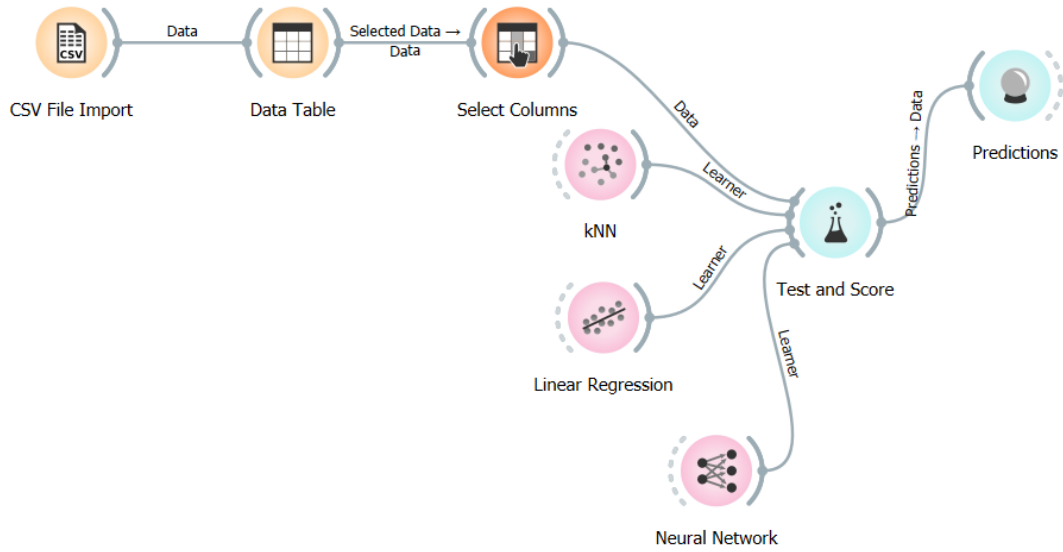 Data
Selected Data →
Data
CSV
CSV File Import
Data Table
Select Columns
Data
Predictions → Data
Predictions
Learner
kNN
Learner
Test and Score
Linear Regression
Learner
Neural Network